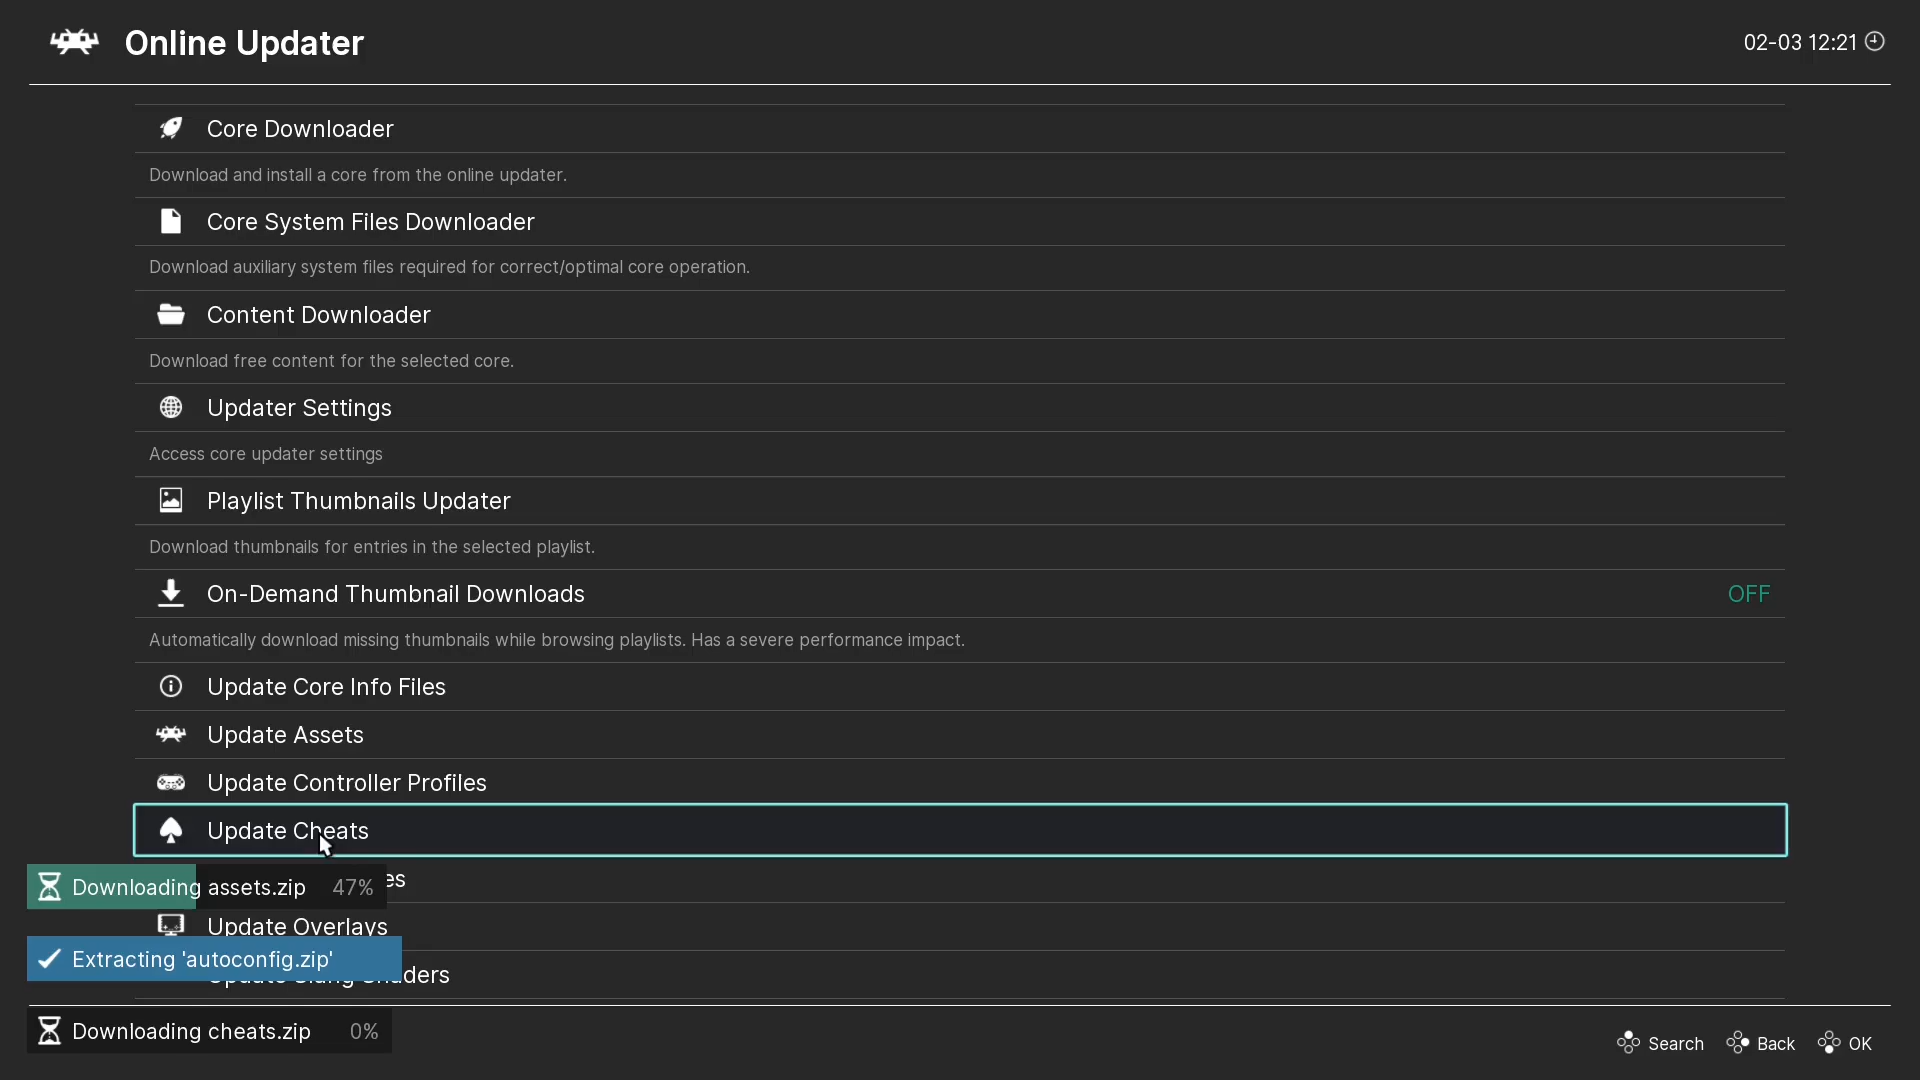 Online Updater
02-03 12:21
Core Downloader
Download and install a core from the online updater.
Core System Files Downloader
Download auxiliary system files required for correct/optimal core operation.
Content Downloader
Download free content for the selected core.
Updater Settings
Access core updater settings
Playlist Thumbnails Updater
Download thumbnails for entries in the selected playlist.
On-Demand Thumbnail Downloads OFF
Automatically download missing thumbnails while browsing playlists. Has a severe performance impact.
Update Core Info Files
Update Assets
Update Controller Profiles
Update Cheats
Downloading assets.zip 47%
Update Overlays
Extracting 'autoconfig.zip'
Downloading cheats.zip 0%
Search Back OK